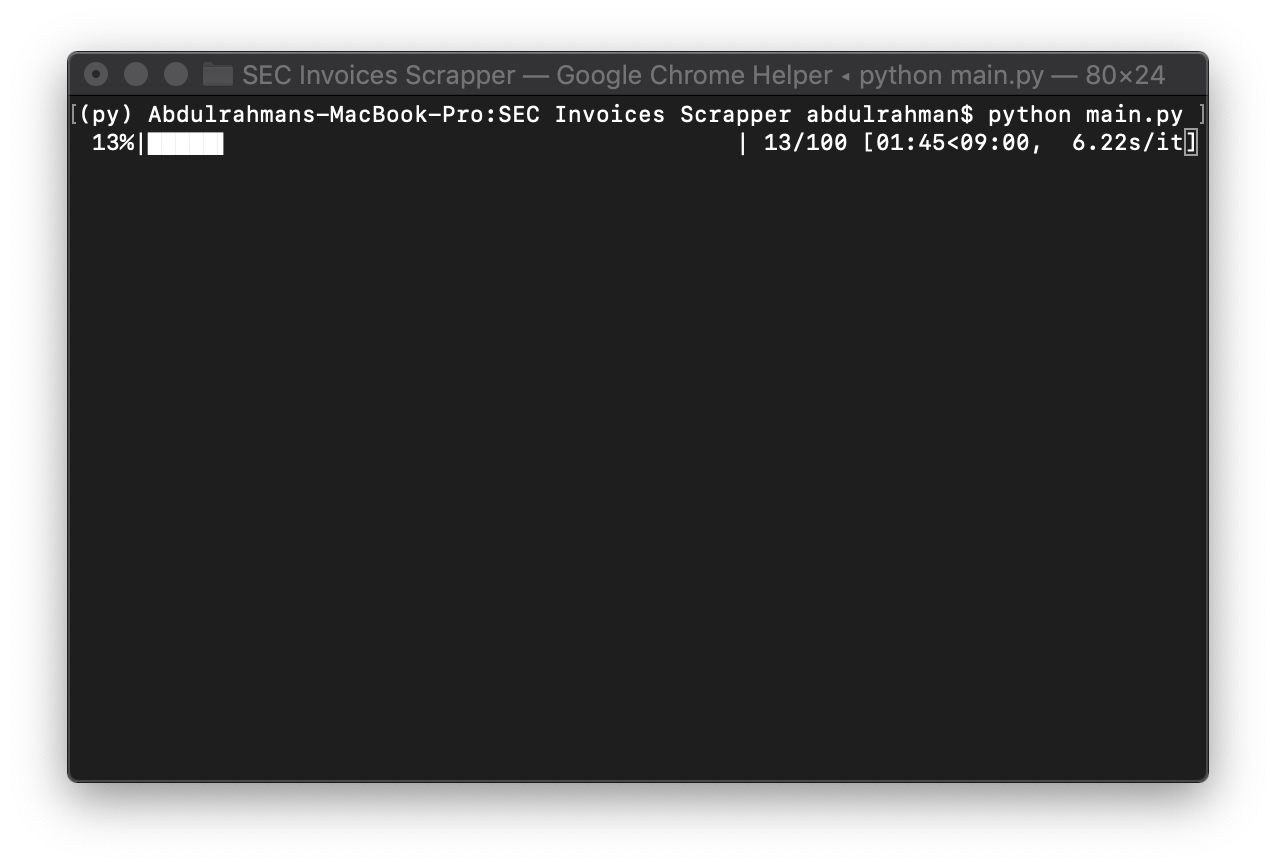 SEC Invoices Scrapper — Google Chrome Helper ◂ python main.py — 80×24
[(py) Abdulrahmans-MacBook-Pro:SEC Invoices Scrapper abdulrahman$ python main.py ]
13%|██████ | 13/100 [01:45<09:00, 6.22s/it]